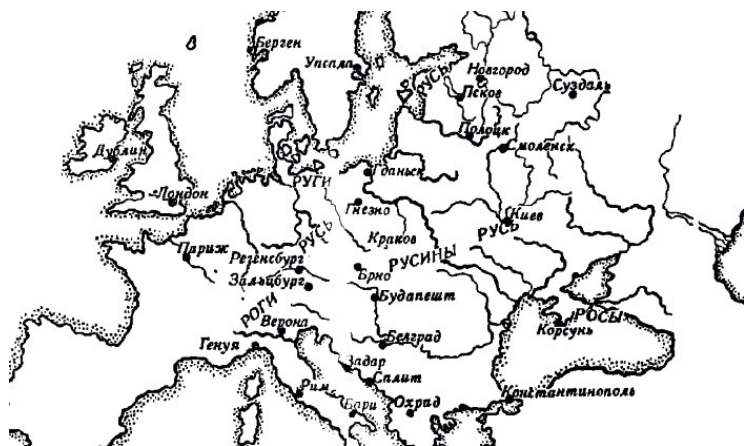 Берген
Упсала
РУСЬ
Новгород
Псков
Суздаль
Полоцк
Смоленск
Дублин
Лондон
РУГИ
Гданьск
Гнезно
Киев
РУСЬ
Париж
РУСЬ
Краков
РУСИНЫ
Регенсбург
Зальцбург
Брно
Будапешт
РОГИ
Верона
Корсунь
РОСЫ
Генуя
Белград
Задар
Сплит
Рим
Бари
Охрад
Константинополь